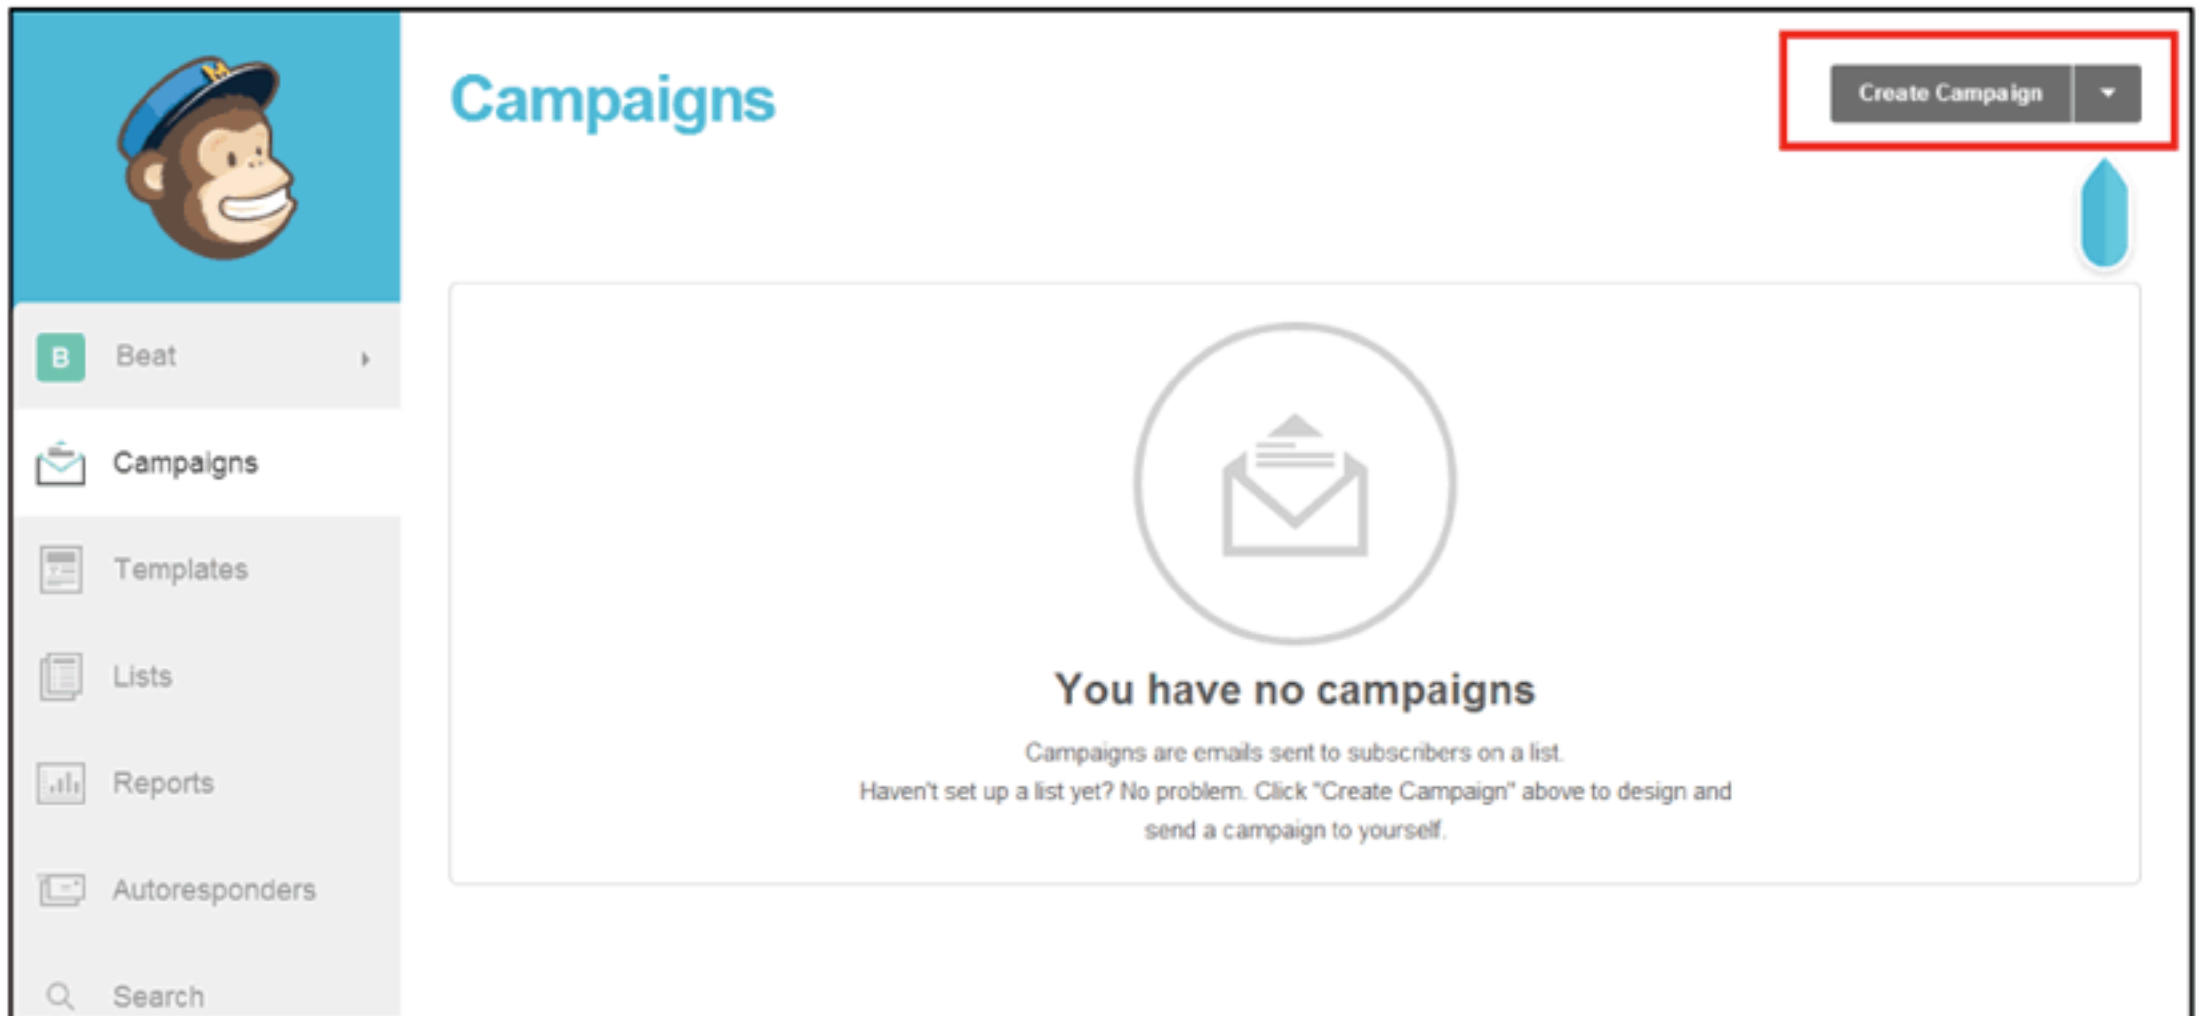 Campaigns
Create Campaign
B Beat
Campaigns
Templates
Lists
Reports
Autoresponders
Search
You have no campaigns
Campaigns are emails sent to subscribers on a list.
Haven't set up a list yet? No problem. Click "Create Campaign" above to design and
send a campaign to yourself.